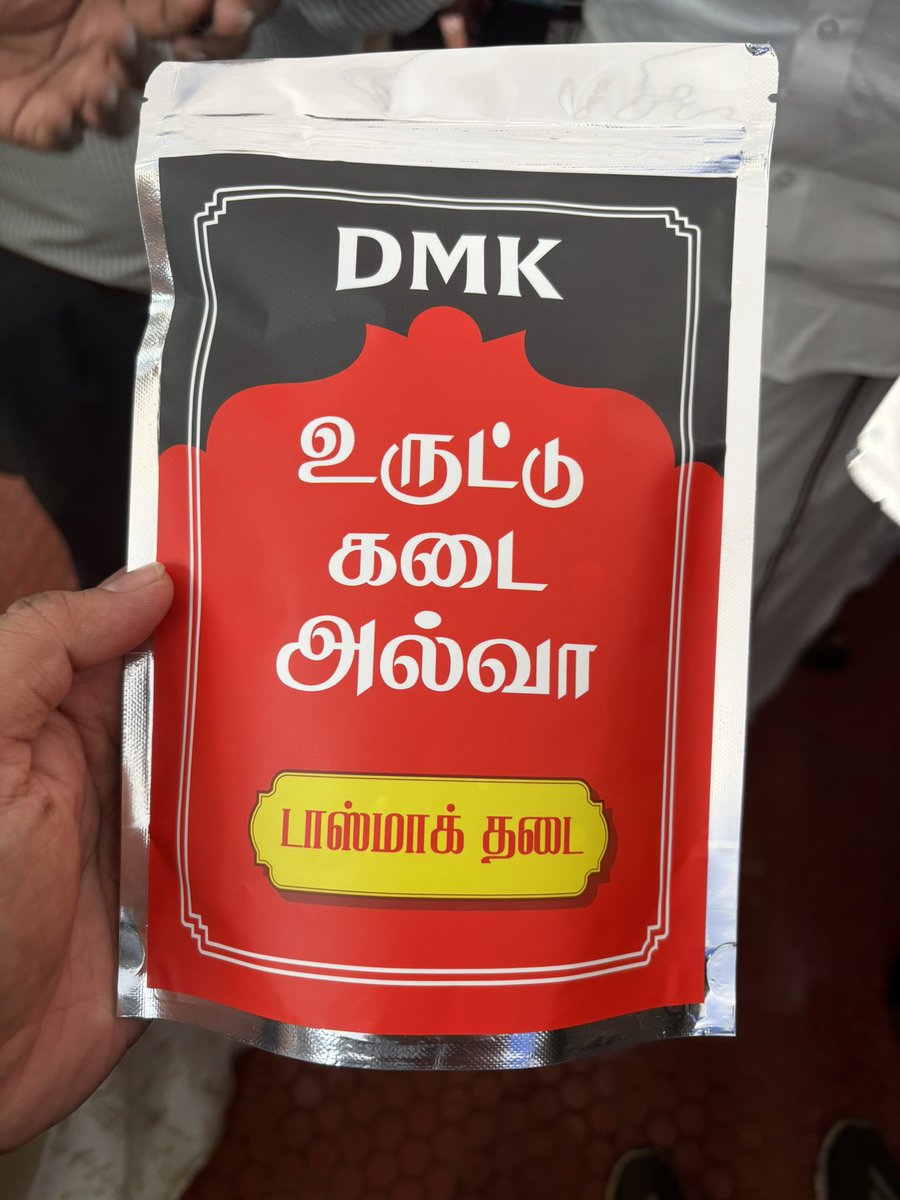 DMK
உருட்டு
கடை
அல்வா
டாஸ்மாக் தடை